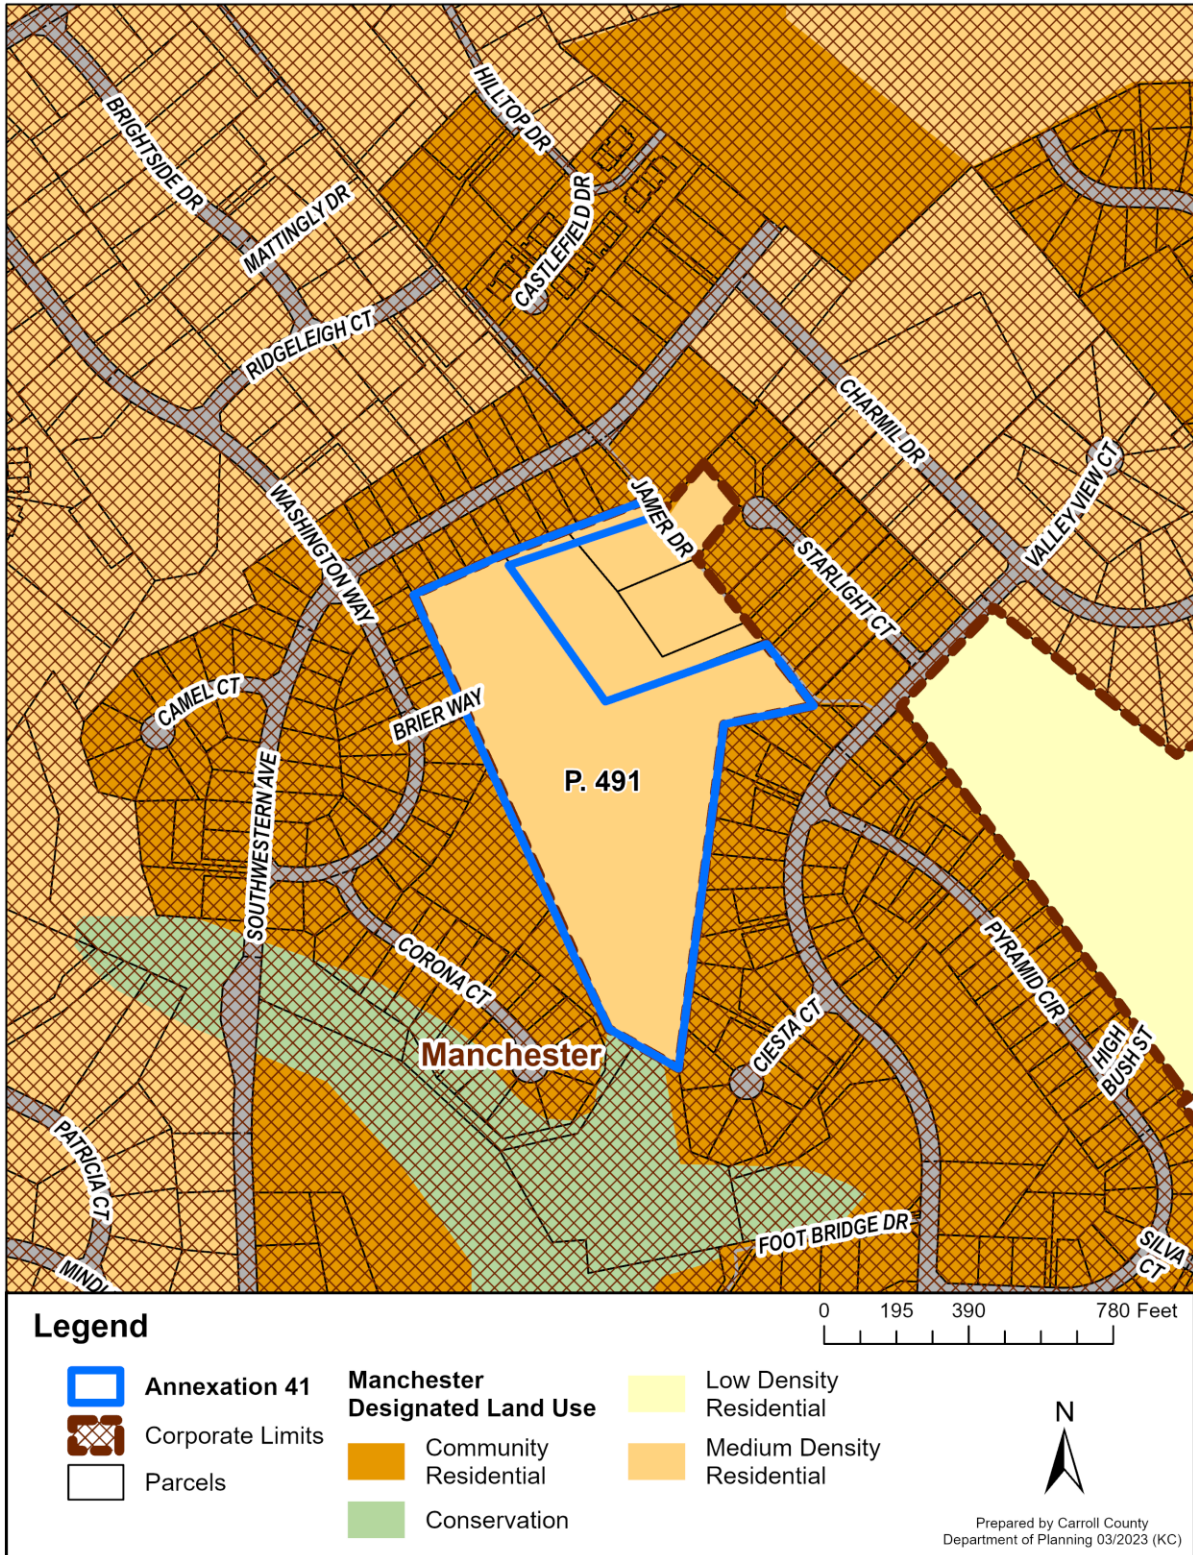 HILLTOP DR
BRIGHTSIDE DR
MATTINGLY DR
CASTLEFIELD DR
RIDGELEIGH CT
CHARMIL DR
VALLEY VIEW CT
WASHINGTON WAY
JAMER DR
STARLIGHT CT
CAMEL CT
BRIER WAY
P. 491
SOUTHWESTERN AVE
CORONA CT
PYRAMID CIR
CIESTA CT
HIGH
BUSH ST
Manchester
PATRICIA CT
FOOT BRIDGE DR
SILVA
CT
MINDI
Legend
0 195 390 780 Feet
Annexation 41
Corporate Limits
Parcels
Manchester
Designated Land Use
Community
Residential
Conservation
Low Density
Residential
Medium Density
Residential
N
Prepared by Carroll County
Department of Planning 03/2023 (KC)